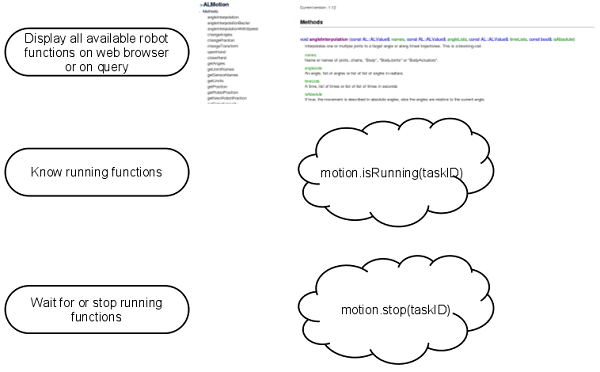 Display all available robot
functions on web browser
or on query
ALMotion
Methods
angleInterpolation
angleInterpolationBezier
angleInterpolationWithSpeed
changeAngles
changePosition
changeTransform
openHand
closeHand
getAngles
getLimitNames
getSensorNames
getLimits
getPosition
getRobotPosition
getNextRobotPosition
Current version: 1.12
Methods
void angleInterpolation (const AL::ALValue& names, const AL::ALValue& angleLists, const AL::ALValue& timeLists, const bool& isAbsolute)
Interpolates one or multiple joints to a target angle or along timed trajectories. This is a blocking call.
names
Name or names of joints, chains, "Body", "BodyJoints" or "BodyActuators".
angleLists
An angle, list of angles or list of list of angles in radians
timeLists
A time, list of times or list of list of times in seconds
isAbsolute
If true, the movement is described in absolute angles, else the angles are relative to the current angle.
Know running functions
motion.isRunning(taskID)
Wait for or stop running
functions
motion.stop(taskID)